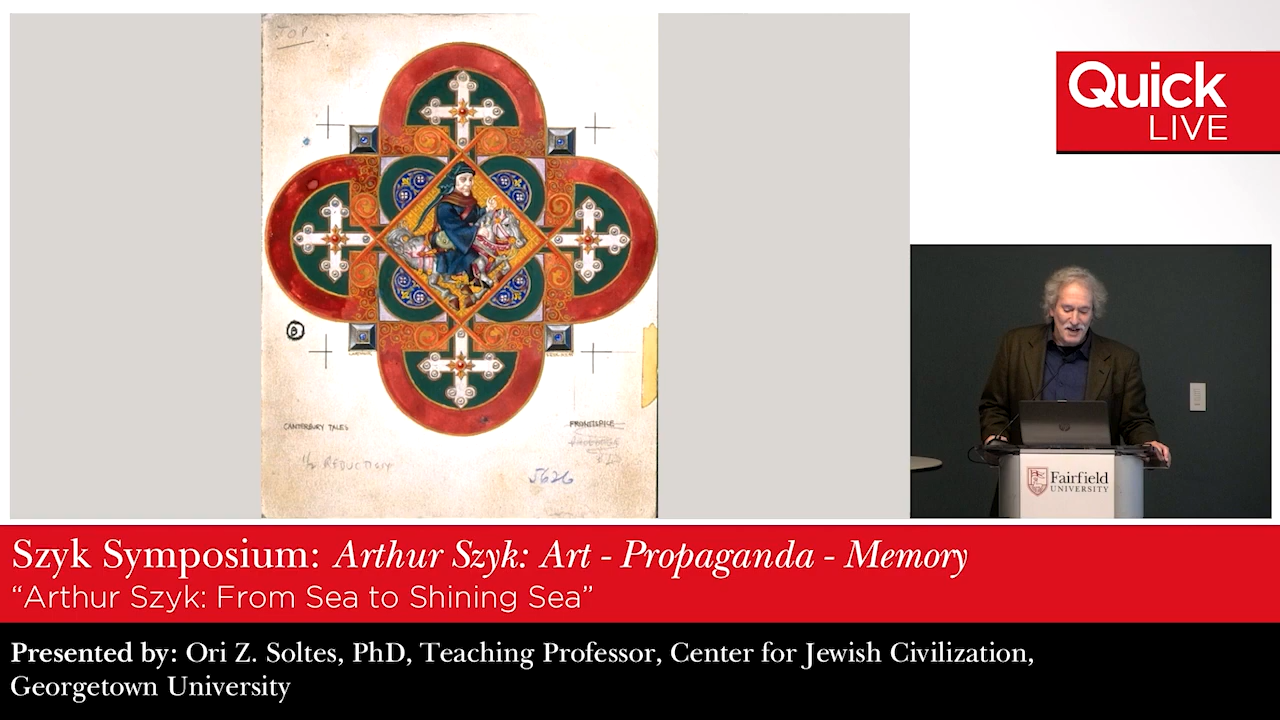 TOP
CANTERBURY TALES
FRONTISPICE
1/2 REDUCTION
5626
Quick
LIVE
Fairfield
UNIVERSITY
Szyk Symposium: Arthur Szyk: Art - Propaganda - Memory
“Arthur Szyk: From Sea to Shining Sea”
Presented by: Ori Z. Soltes, PhD, Teaching Professor, Center for Jewish Civilization,
Georgetown University